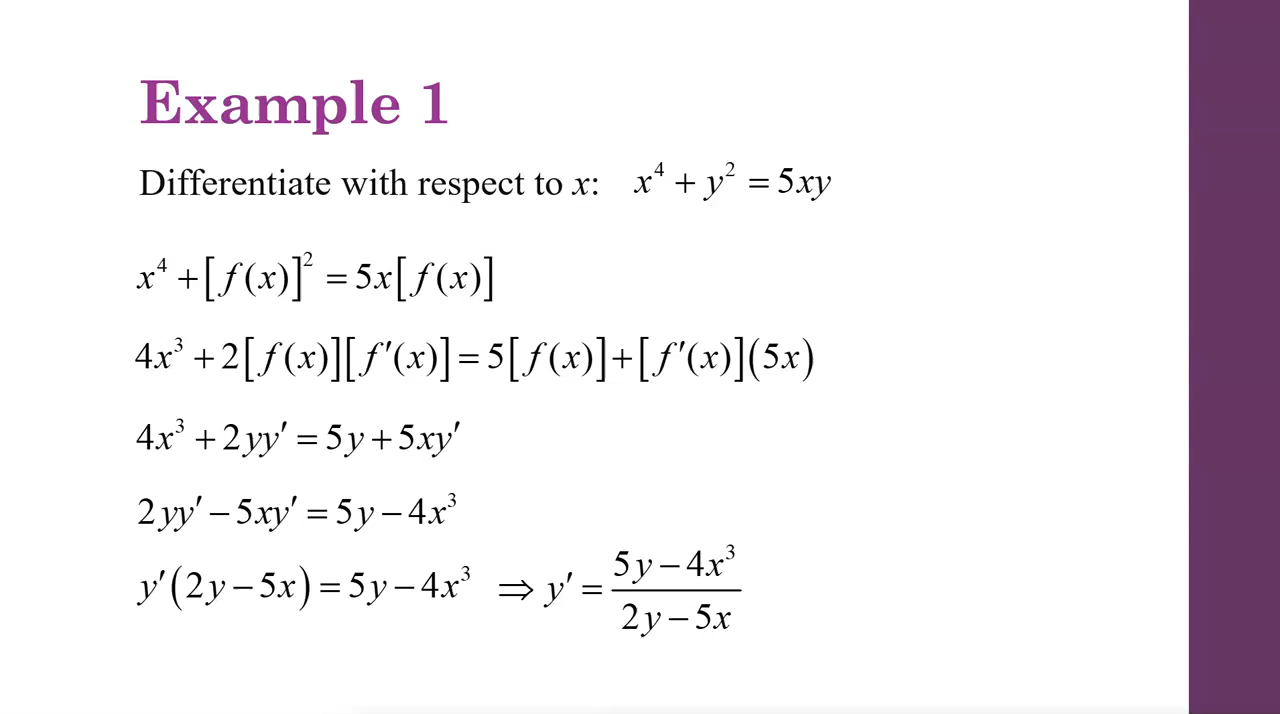 Example 1
Differentiate with respect to x: x⁴ + y² = 5xy
x⁴ + [f(x)]² = 5x[f(x)]
4x³ + 2[f(x)][f′(x)] = 5[f(x)] + [f′(x)](5x)
4x³ + 2yy′ = 5y + 5xy′
2yy′ − 5xy′ = 5y − 4x³
y′(2y − 5x) = 5y − 4x³ ⇒ y′ = (5y − 4x³)/(2y − 5x)